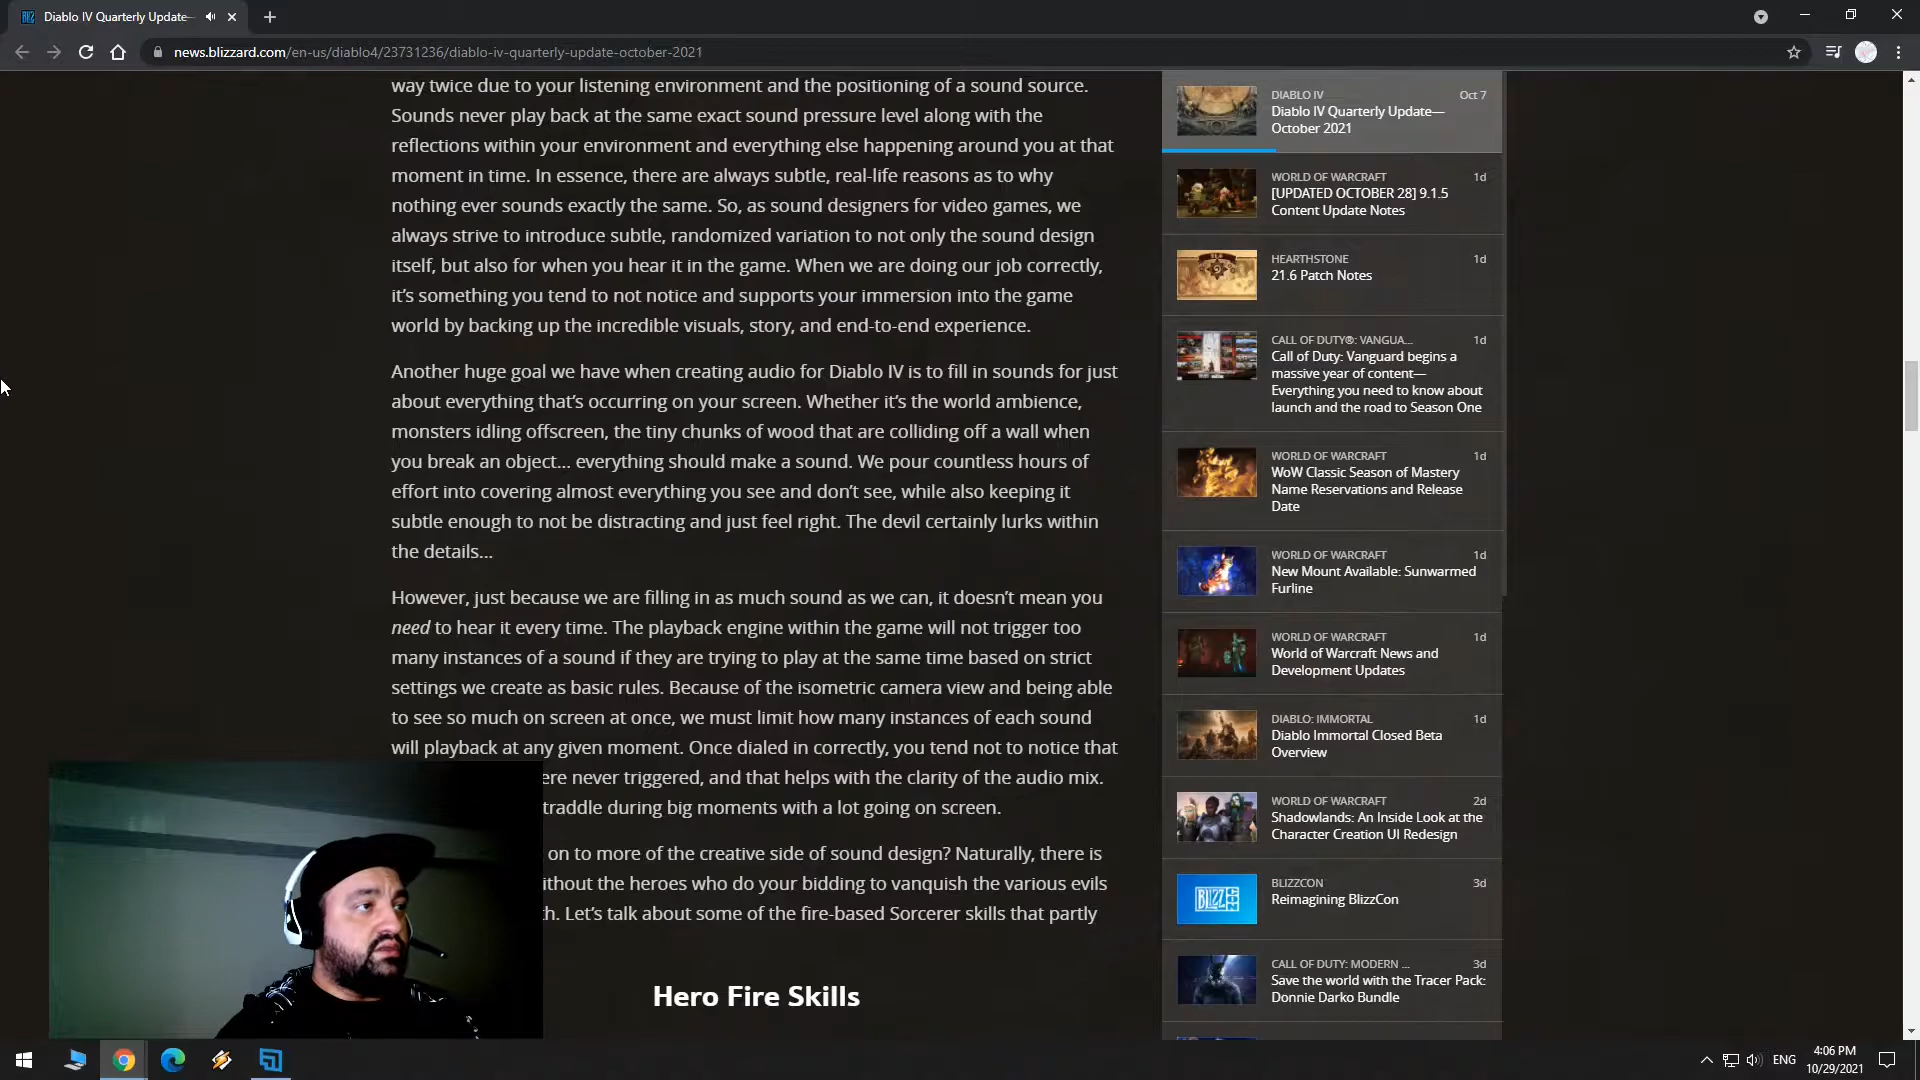 Diablo IV Quarterly Update—
news.blizzard.com/en-us/diablo4/23731236/diablo-iv-quarterly-update-october-2021
way twice due to your listening environment and the positioning of a sound source.
Sounds never play back at the same exact sound pressure level along with the
reflections within your environment and everything else happening around you at that
moment in time. In essence, there are always subtle, real-life reasons as to why
nothing ever sounds exactly the same. So, as sound designers for video games, we
always strive to introduce subtle, randomized variation to not only the sound design
itself, but also for when you hear it in the game. When we are doing our job correctly,
it’s something you tend to not notice and supports your immersion into the game
world by backing up the incredible visuals, story, and end-to-end experience.
Another huge goal we have when creating audio for Diablo IV is to fill in sounds for just
about everything that’s occurring on your screen. Whether it’s the world ambience,
monsters idling offscreen, the tiny chunks of wood that are colliding off a wall when
you break an object… everything should make a sound. We pour countless hours of
effort into covering almost everything you see and don’t see, while also keeping it
subtle enough to not be distracting and just feel right. The devil certainly lurks within
the details…
However, just because we are filling in as much sound as we can, it doesn’t mean you
need to hear it every time. The playback engine within the game will not trigger too
many instances of a sound if they are trying to play at the same time based on strict
settings we create as basic rules. Because of the isometric camera view and being able
to see so much on screen at once, we must limit how many instances of each sound
will playback at any given moment. Once dialed in correctly, you tend not to notice that
ere never triggered, and that helps with the clarity of the audio mix.
traddle during big moments with a lot going on screen.
on to more of the creative side of sound design? Naturally, there is
ithout the heroes who do your bidding to vanquish the various evils
h. Let’s talk about some of the fire-based Sorcerer skills that partly
Hero Fire Skills
DIABLO IV Oct 7
Diablo IV Quarterly Update—
October 2021
WORLD OF WARCRAFT 1d
[UPDATED OCTOBER 28] 9.1.5
Content Update Notes
HEARTHSTONE 1d
21.6 Patch Notes
CALL OF DUTY®: VANGUA... 1d
Call of Duty: Vanguard begins a
massive year of content—
Everything you need to know about
launch and the road to Season One
WORLD OF WARCRAFT 1d
WoW Classic Season of Mastery
Name Reservations and Release
Date
WORLD OF WARCRAFT 1d
New Mount Available: Sunwarmed
Furline
WORLD OF WARCRAFT 1d
World of Warcraft News and
Development Updates
DIABLO: IMMORTAL 1d
Diablo Immortal Closed Beta
Overview
WORLD OF WARCRAFT 2d
Shadowlands: An Inside Look at the
Character Creation UI Redesign
BLIZZCON 3d
Reimagining BlizzCon
CALL OF DUTY: MODERN ... 3d
Save the world with the Tracer Pack:
Donnie Darko Bundle
ENG
4:06 PM
10/29/2021